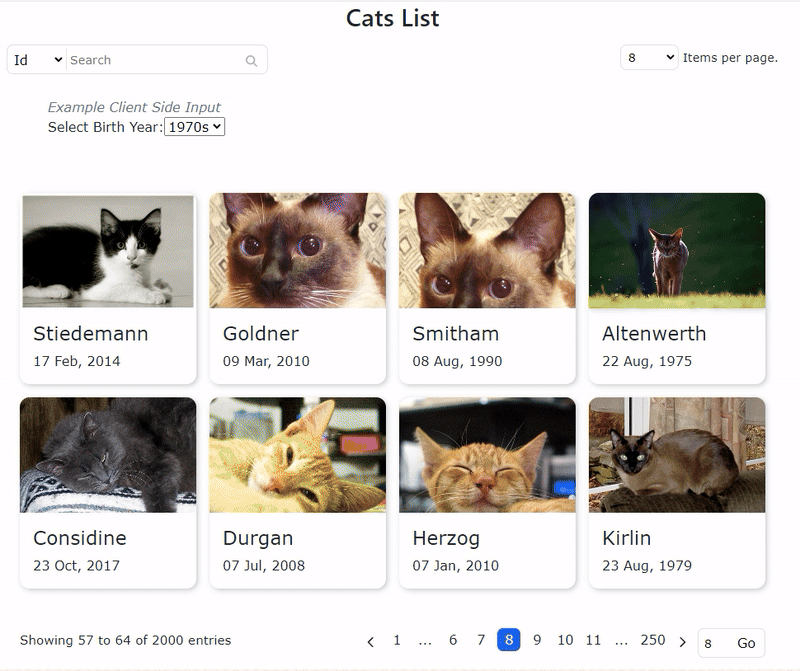 Cats List
Id Search 8 Items per page.
Example Client Side Input
Select Birth Year: 1970s
Stiedemann Goldner Smitham Altenwerth
17 Feb, 2014 09 Mar, 2010 08 Aug, 1990 22 Aug, 1975
Considine Durgan Herzog Kirlin
23 Oct, 2017 07 Jul, 2008 07 Jan, 2010 23 Aug, 1979
Showing 57 to 64 of 2000 entries 1 ... 6 7 8 9 10 11 ... 250 8 Go